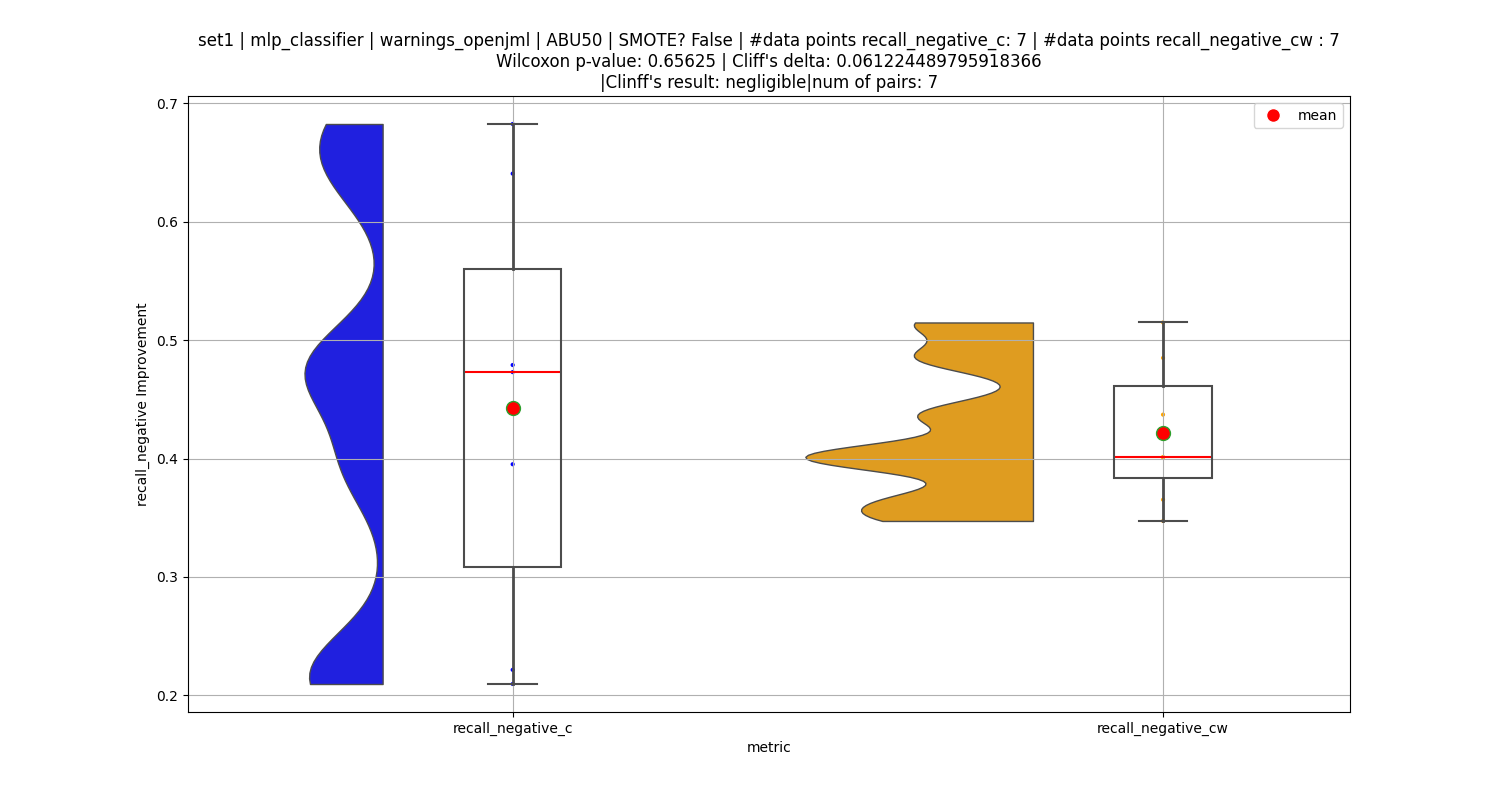 set1 | mlp_classifier | warnings_openjml | ABU50 | SMOTE? False | #data points recall_negative_c: 7 | #data points recall_negative_cw : 7
Wilcoxon p-value: 0.65625 | Cliff's delta: 0.061224489795918366
|Clinff's result: negligible|num of pairs: 7
mean
recall_negative Improvement
0.7
0.6
0.5
0.4
0.3
0.2
recall_negative_c
recall_negative_cw
metric